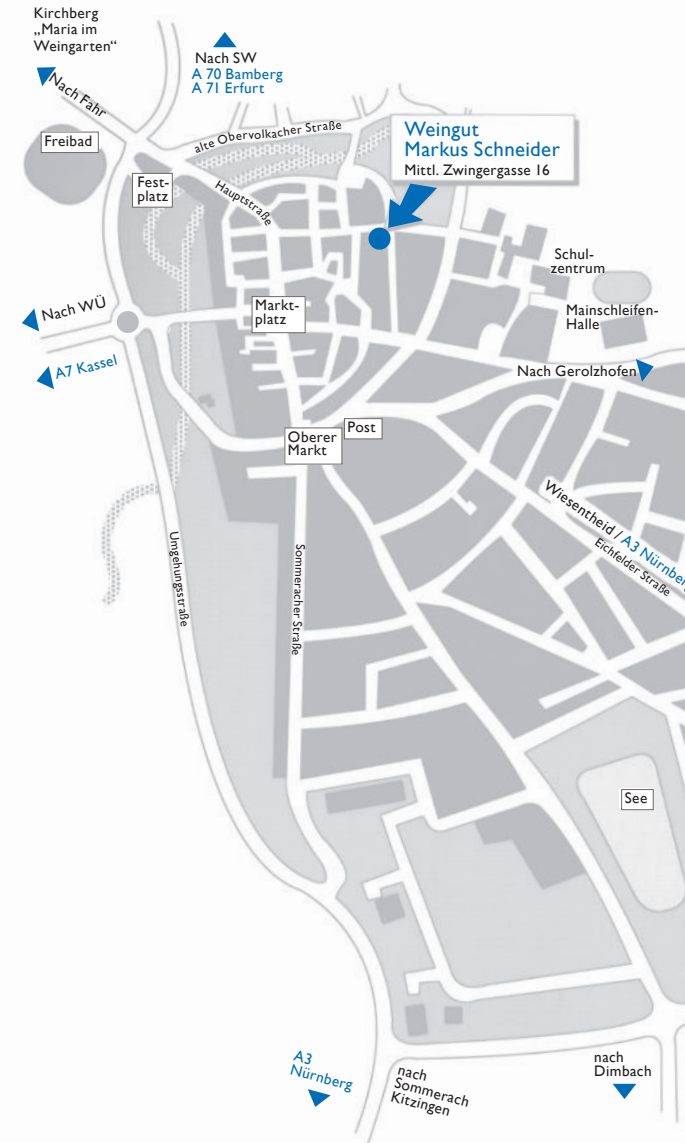 Kirchberg
„Maria im
Weingarten“
Nach Fahr
Nach SW
A 70 Bamberg
A 71 Erfurt
Freibad
alte Obervolkacher Straße
Weingut
Markus Schneider
Mittl. Zwingergasse 16
Fest-
platz
Hauptstraße
Schul-
zentrum
Nach WÜ
Markt-
platz
Mainschleifen-
Halle
A7 Kassel
Nach Gerolzhofen
Oberer
Markt
Post
Wiesentheid / A3 Nürnberg
Eichfelder Straße
Umgehungsstraße
Sommeracher Straße
See
A3
Nürnberg
nach
Sommerach
Kitzingen
nach
Dimbach